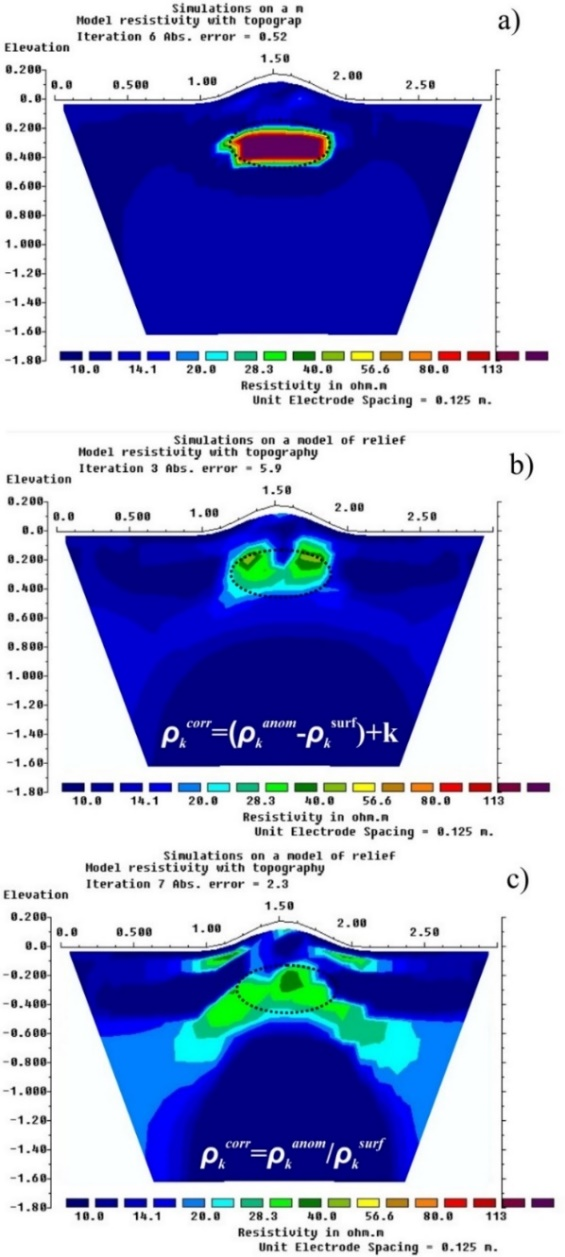 Simulations on a m
a)
Model resistivity with topograp
Iteration 6 Abs. error = 0.52
Elevation
1.50
0.200
0.0 0.500 1.00 2.00 2.50
0.0
0.200
0.400
0.600
0.800
1.000
-1.20
-1.40
-1.60
-1.80
10.0 14.1 20.0 28.3 40.0 56.6 80.0 113
Resistivity in ohm.m
Unit Electrode Spacing = 0.125 m.
Simulations on a model of relief
b)
Model resistivity with topography
Iteration 3 Abs. error = 5.9
Elevation
1.50
0.200
0.0 0.500 1.00 2.00 2.50
0.0
0.200
0.400
0.600
0.800
1.000
-1.20
-1.40
-1.60
-1.80
ρₖᶜᵒʳʳ=(ρₖᵃⁿᵒᵐ-ρₖˢᵘʳᶠ)+k
10.0 14.1 20.0 28.3 40.0 56.6 80.0 113
Resistivity in ohm.m
Unit Electrode Spacing = 0.125 m.
Simulations on a model of relief
c)
Model resistivity with topography
Iteration 7 Abs. error = 2.3
Elevation
1.50
0.200
0.0 0.500 1.00 2.00 2.50
0.0
-0.200
-0.400
-0.600
-0.800
-1.000
-1.20
-1.40
-1.60
-1.80
ρₖᶜᵒʳʳ=ρₖᵃⁿᵒᵐ/ρₖˢᵘʳᶠ
10.0 14.1 20.0 28.3 40.0 56.6 80.0 113
Resistivity in ohm.m
Unit Electrode Spacing = 0.125 m.